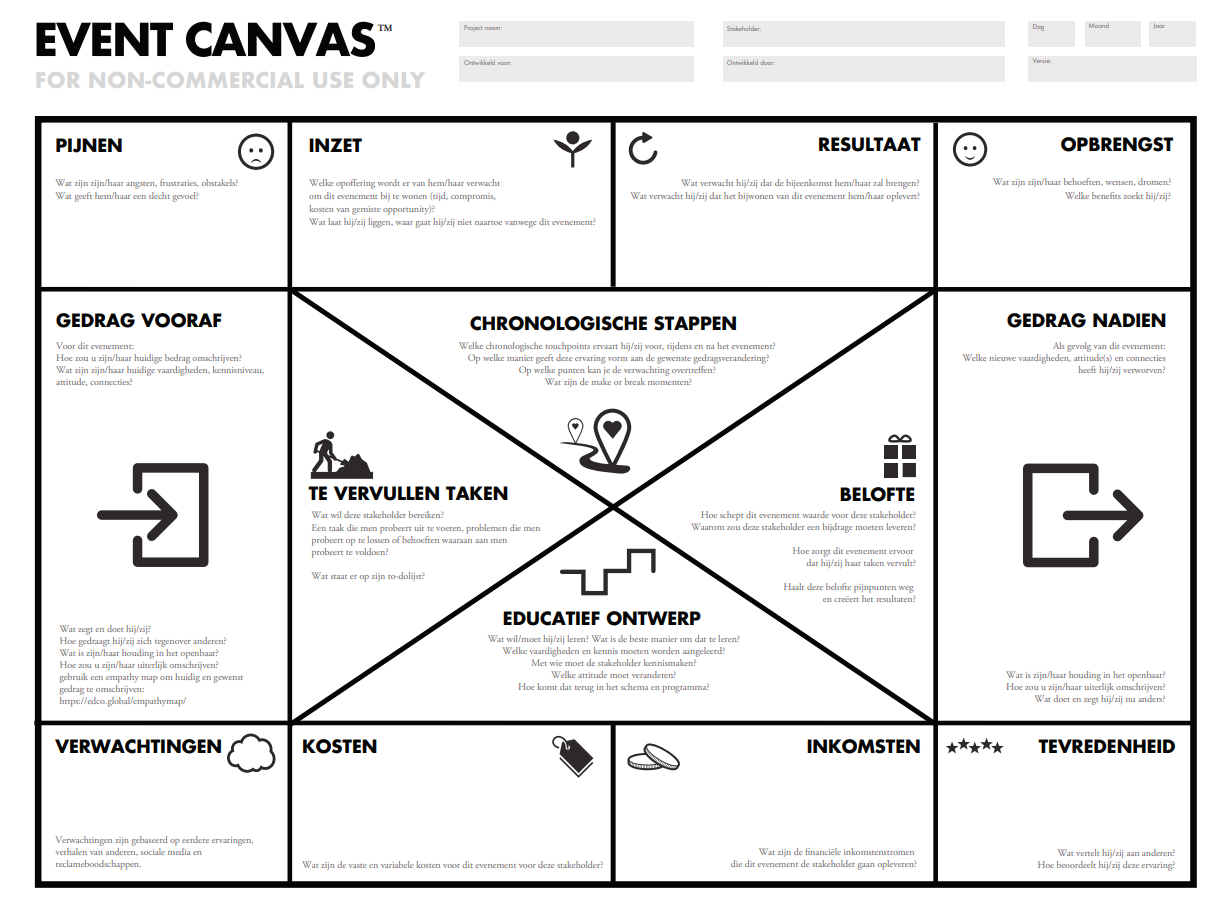 EVENT CANVAS™
FOR NON-COMMERCIAL USE ONLY
Project naam:
Stakeholder:
Dag
Maand
Jaar
Ontwikkeld voor:
Ontwikkeld door:
Versie:
PIJNEN
Wat zijn zijn/haar angsten, frustraties, obstakels?
Wat geeft hem/haar een slecht gevoel?
INZET
Welke opoffering wordt er van hem/haar verwacht
om dit evenement bij te wonen (tijd, compromis,
kosten van gemiste opportunity)?
Wat laat hij/zij liggen, waar gaat hij/zij niet naartoe vanwege dit evenement?
RESULTAAT
Wat verwacht hij/zij dat de bijeenkomst hem/haar zal brengen?
Wat verwacht hij/zij dat het bijwonen van dit evenement hem/haar oplevert?
OPBRENGST
Wat zijn zijn/haar behoeften, wensen, dromen?
Welke benefits zoekt hij/zij?
GEDRAG VOORAF
Voor dit evenement:
Hoe zou u zijn/haar huidige bedrag omschrijven?
Wat zijn zijn/haar huidige vaardigheden, kennisniveau,
attitude, connecties?
Wat zegt en doet hij/zij?
Hoe gedraagt hij/zij zich tegenover anderen?
Wat is zijn/haar houding in het openbaar?
Hoe zou u zijn/haar uiterlijk omschrijven?
gebruik een empathy map om huidig en gewenst
gedrag te omschrijven:
https://edco.global/empathymap/
CHRONOLOGISCHE STAPPEN
Welke chronologische touchpoints ervaart hij/zij voor, tijdens en na het evenement?
Op welke manier geeft deze ervaring vorm aan de gewenste gedragsverandering?
Op welke punten kan je de verwachting overtreffen?
Wat zijn de make or break momenten?
TE VERVULLEN TAKEN
Wat wil deze stakeholder bereiken?
Een taak die men probeert uit te voeren, problemen die men
probeert op te lossen of behoeften waaraan aan men
probeert te voldoen?
Wat staat er op zijn to-dolijst?
BELOFTE
Hoe schept dit evenement waarde voor deze stakeholder?
Waarom zou deze stakeholder een bijdrage moeten leveren?
Hoe zorgt dit evenement ervoor
dat hij/zij haar taken vervult?
Haalt deze belofte pijnpunten weg
en creëert het resultaten?
EDUCATIEF ONTWERP
Wat wil/moet hij/zij leren? Wat is de beste manier om dat te leren?
Welke vaardigheden en kennis moeten worden aangeleerd?
Met wie moet de stakeholder kennismaken?
Welke attitude moet veranderen?
Hoe komt dat terug in het schema en programma?
GEDRAG NADIEN
Als gevolg van dit evenement:
Welke nieuwe vaardigheden, attitude(s) en connecties
heeft hij/zij verworven?
Wat is zijn/haar houding in het openbaar?
Hoe zou u zijn/haar uiterlijk omschrijven?
Wat doet en zegt hij/zij nu anders?
VERWACHTINGEN
Verwachtingen zijn gebaseerd op eerdere ervaringen,
verhalen van anderen, sociale media en
reclameboodschappen.
KOSTEN
Wat zijn de vaste en variabele kosten voor dit evenement voor deze stakeholder?
INKOMSTEN
Wat zijn de financiële inkomstenstromen
die dit evenement de stakeholder gaan opleveren?
TEVREDENHEID
Wat vertelt hij/zij aan anderen?
Hoe beoordeelt hij/zij deze ervaring?